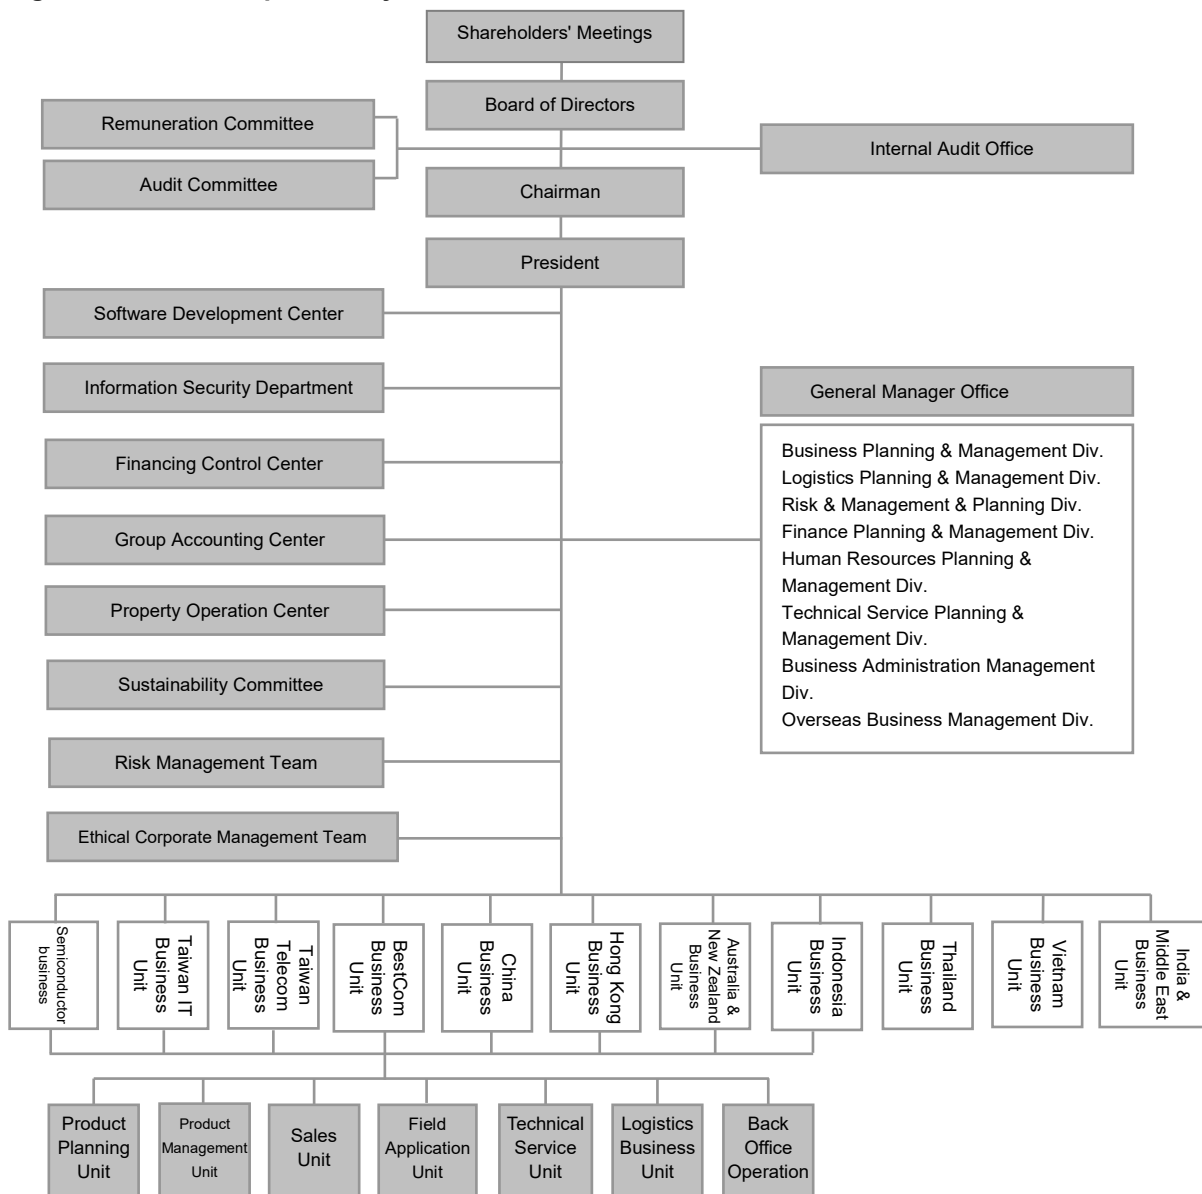 Shareholders' Meetings
Board of Directors
Remuneration Committee
Audit Committee
Internal Audit Office
Chairman
President
Software Development Center
Information Security Department
Financing Control Center
Group Accounting Center
Property Operation Center
Sustainability Committee
Risk Management Team
Ethical Corporate Management Team
General Manager Office
Business Planning & Management Div.
Logistics Planning & Management Div.
Risk & Management & Planning Div.
Finance Planning & Management Div.
Human Resources Planning &
Management Div.
Technical Service Planning &
Management Div.
Business Administration Management
Div.
Overseas Business Management Div.
Semiconductor
business
Taiwan IT
Business
Unit
Taiwan
Telecom
Business
Unit
BestCom
Business
Unit
China
Business
Unit
Hong Kong
Business
Unit
Australia &
New Zealand
Business
Unit
Indonesia
Business
Unit
Thailand
Business
Unit
Vietnam
Business
Unit
India &
Middle East
Business
Unit
Product
Planning
Unit
Product
Management
Unit
Sales
Unit
Field
Application
Unit
Technical
Service
Unit
Logistics
Business
Unit
Back
Office
Operation